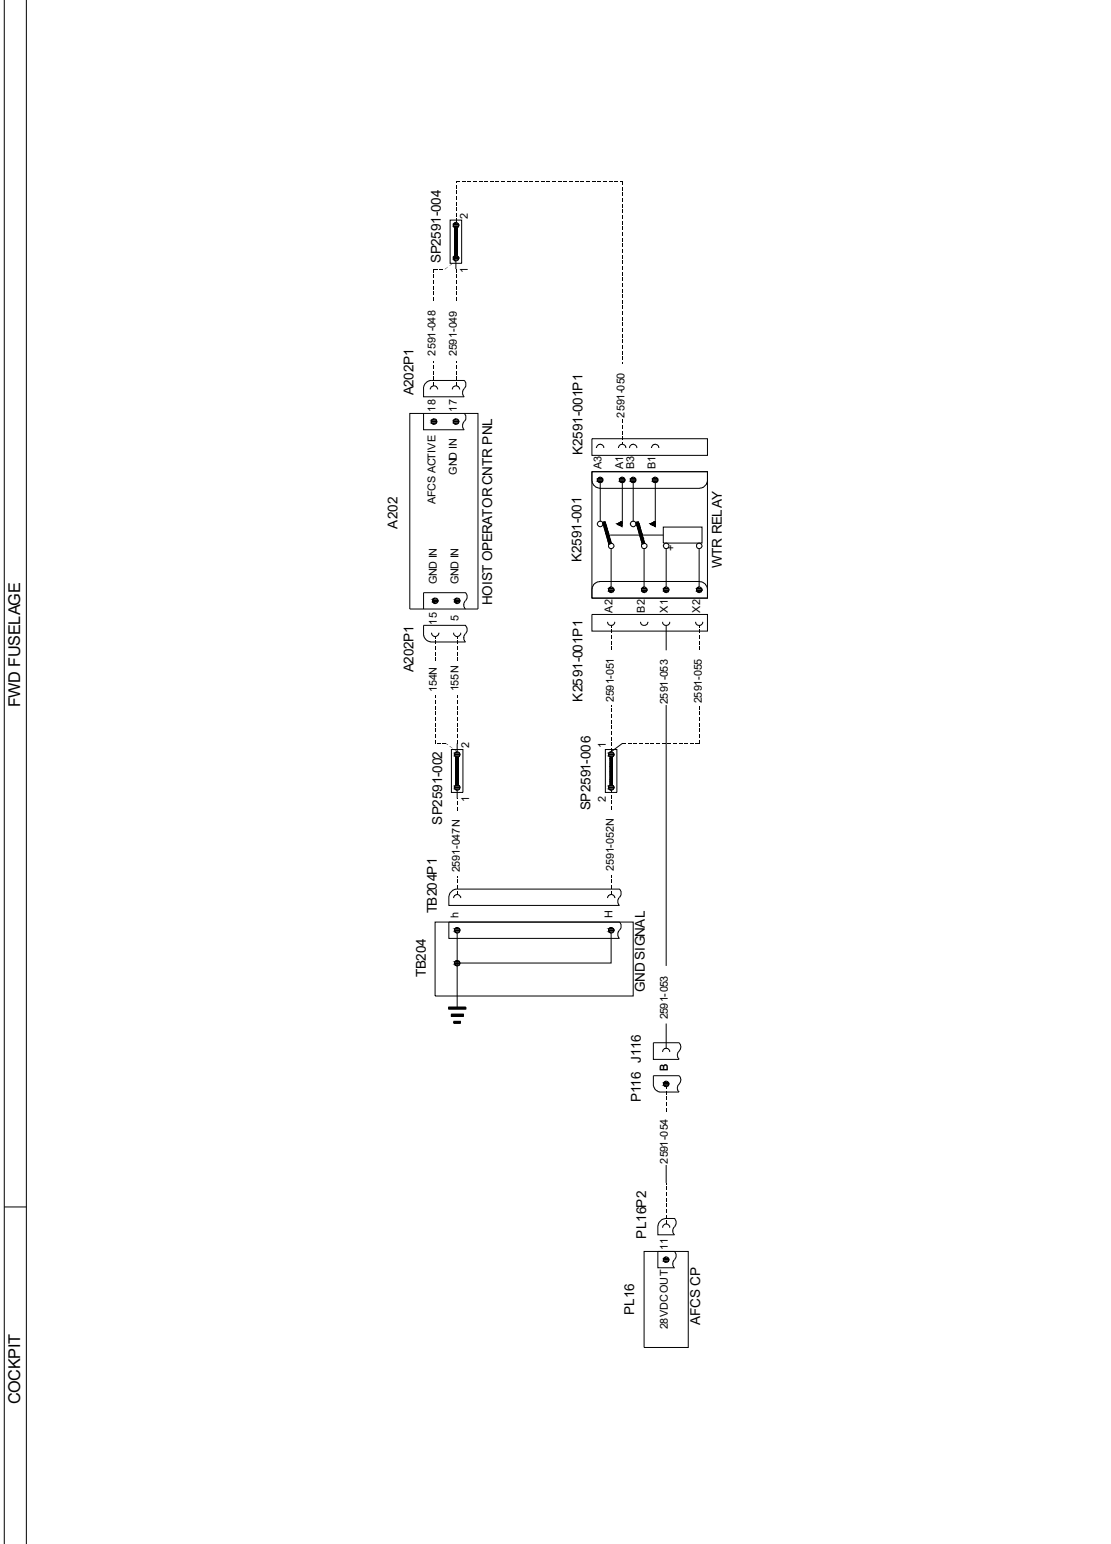 COCKPIT
FWD FUSELAGE
A202
A202P1
A202P1
15
GND IN
AFCS ACTIVE
18
2591-048
154N
5
GND IN
GND IN
17
2591-049
155N
HOIST OPERATOR CNTR PNL
SP2591-004
1
2
SP2591-002
1
2
2591-047N
TB204
TB204P1
h
H
GND SIGNAL
2591-052N
SP2591-006
2
1
2591-051
2591-053
2591-055
K2591-001P1
K2591-001
K2591-001P1
A2
B2
X1
X2
+
A3
A1
B3
B1
2591-050
WTR RELAY
2591-053
P116
J116
B
2591-054
PL16
PL16P2
28VDC OUT
11
AFCS CP